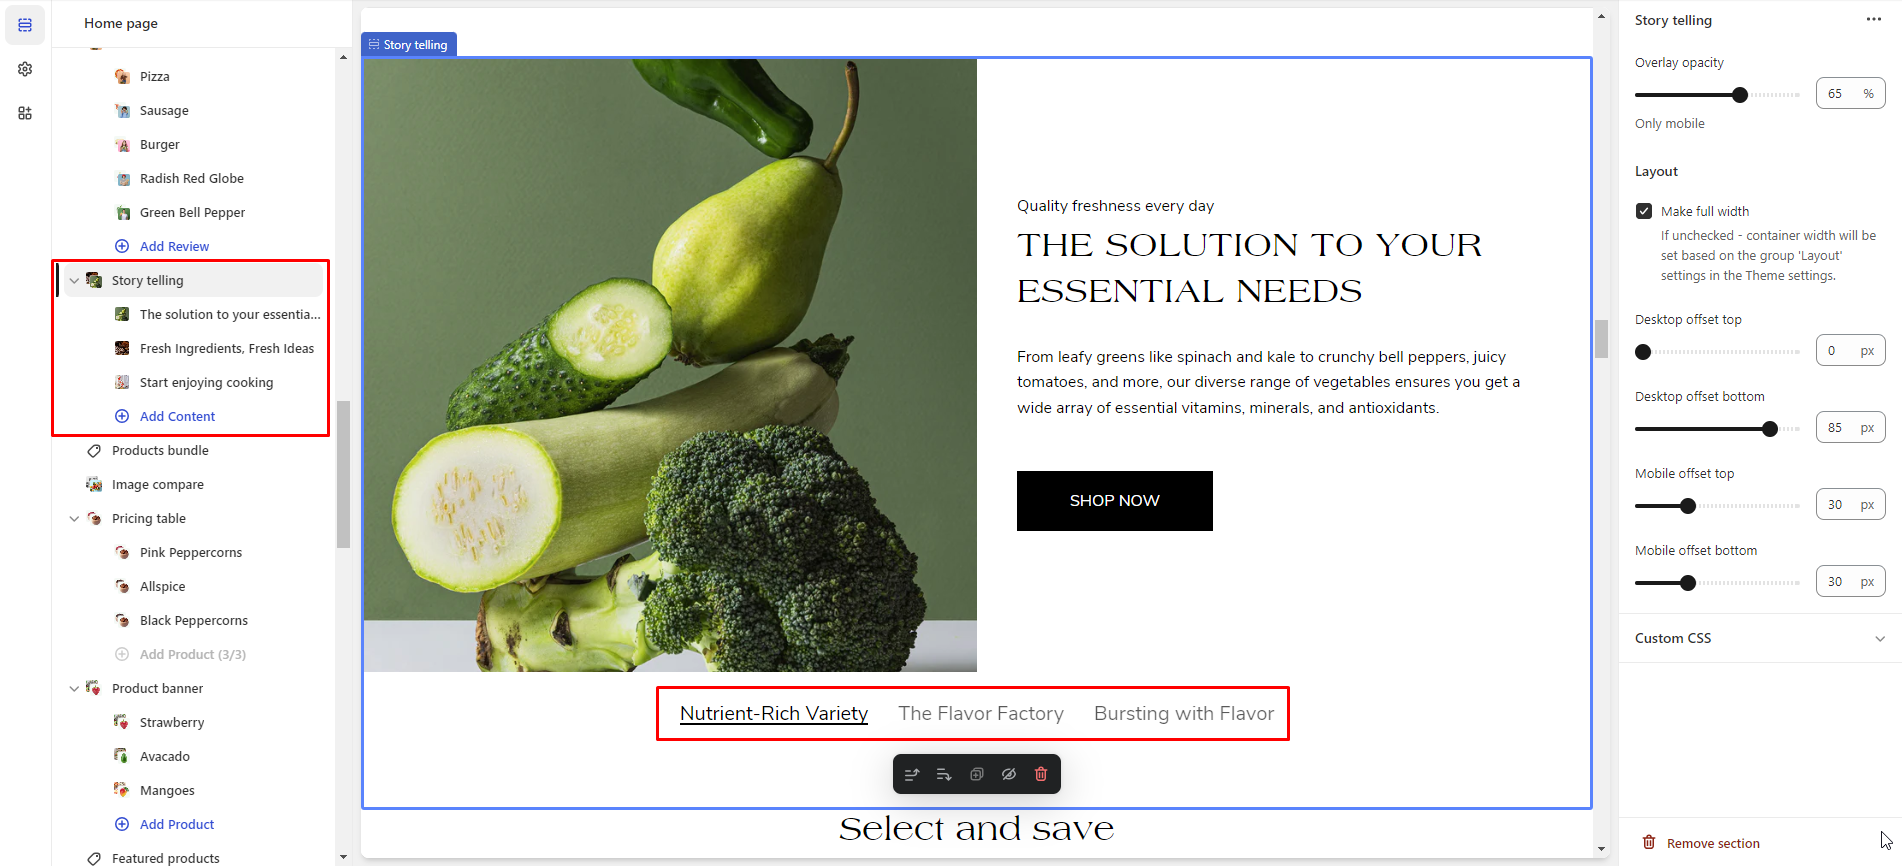 Home page
Pizza
Sausage
Burger
Radish Red Globe
Green Bell Pepper
Add Review
Story telling
The solution to your essentia...
Fresh Ingredients, Fresh Ideas
Start enjoying cooking
Add Content
Products bundle
Image compare
Pricing table
Pink Peppercorns
Allspice
Black Peppercorns
Add Product (3/3)
Product banner
Strawberry
Avacado
Mangoes
Add Product
Featured products
Story telling
Quality freshness every day
THE SOLUTION TO YOUR
ESSENTIAL NEEDS
From leafy greens like spinach and kale to crunchy bell peppers, juicy
tomatoes, and more, our diverse range of vegetables ensures you get a
wide array of essential vitamins, minerals, and antioxidants.
SHOP NOW
Nutrient-Rich Variety The Flavor Factory Bursting with Flavor
Select and save
Story telling
Overlay opacity
65 %
Only mobile
Layout
Make full width
If unchecked - container width will be
set based on the group 'Layout'
settings in the Theme settings.
Desktop offset top
0 px
Desktop offset bottom
85 px
Mobile offset top
30 px
Mobile offset bottom
30 px
Custom CSS
Remove section